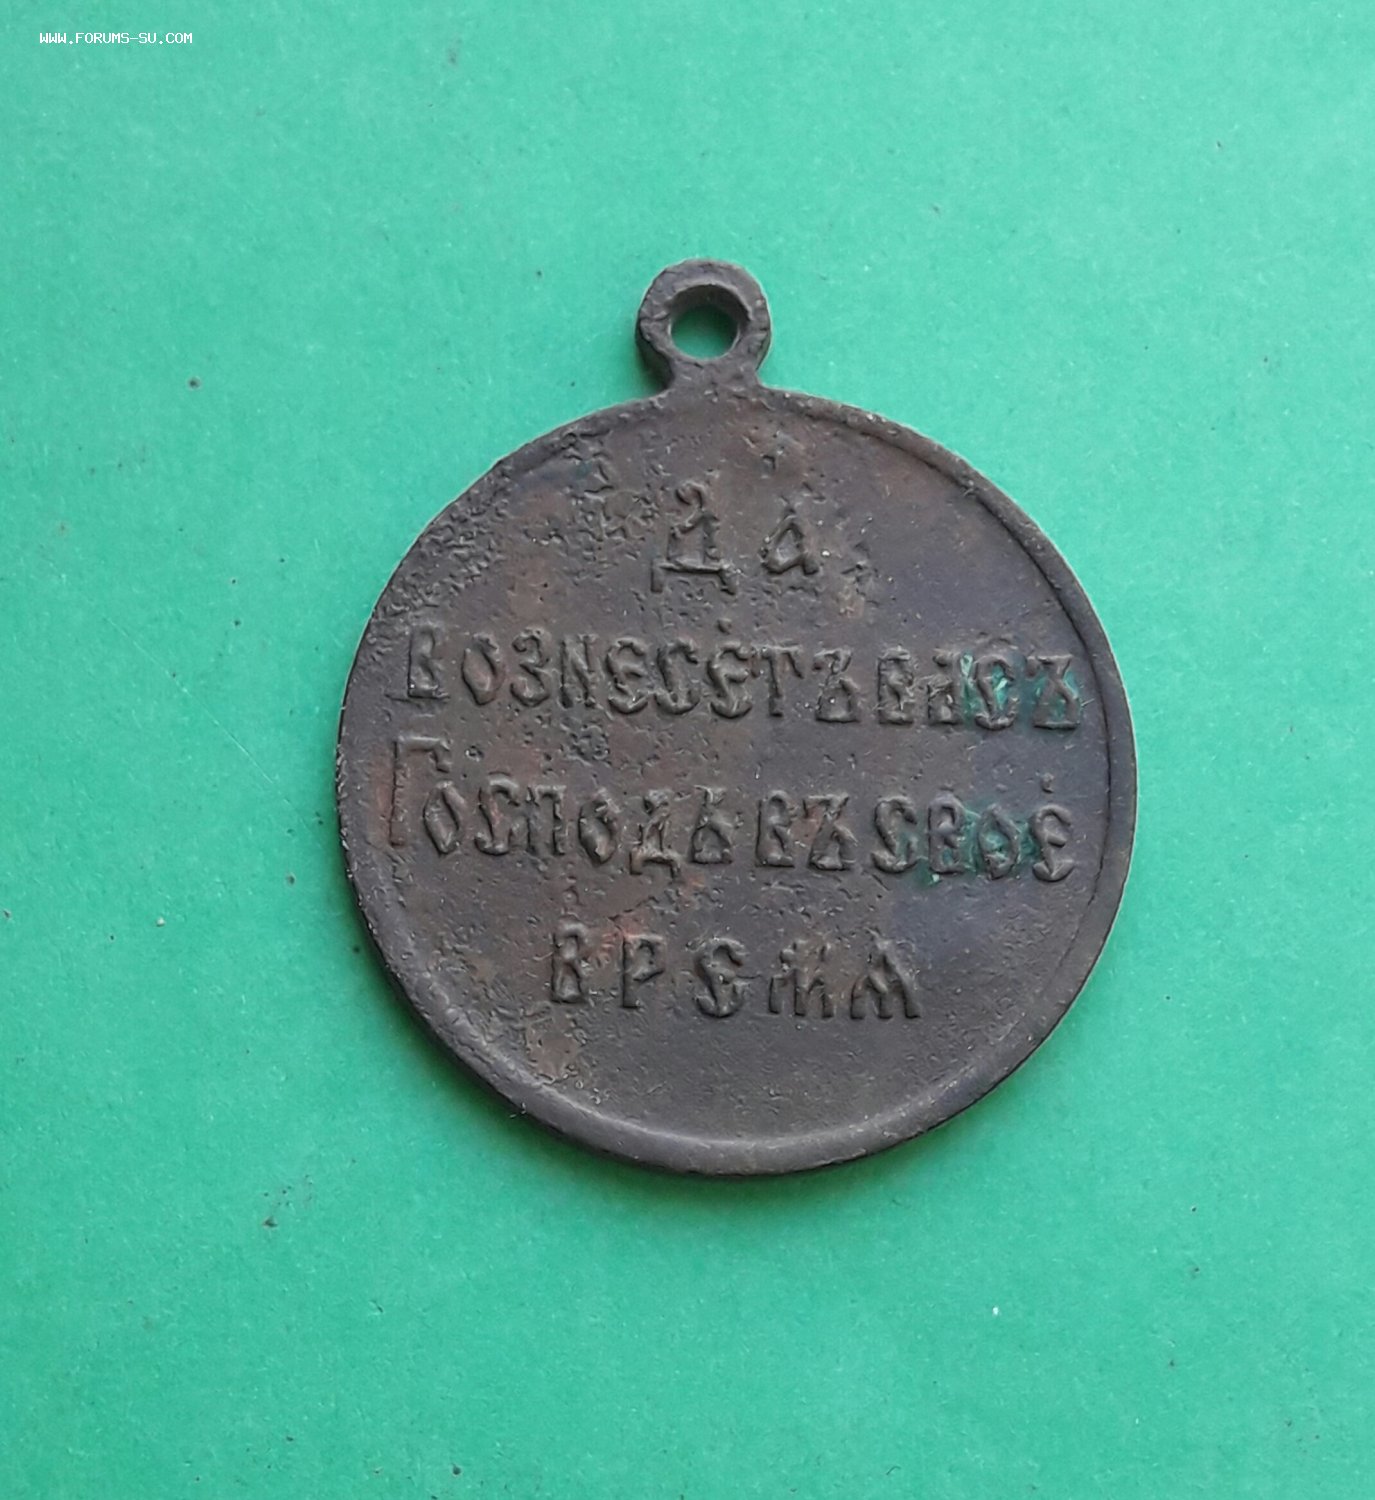 WWW.FORUMS-SU.COM
Да
вознесетъ васъ
Господь въ свое
время